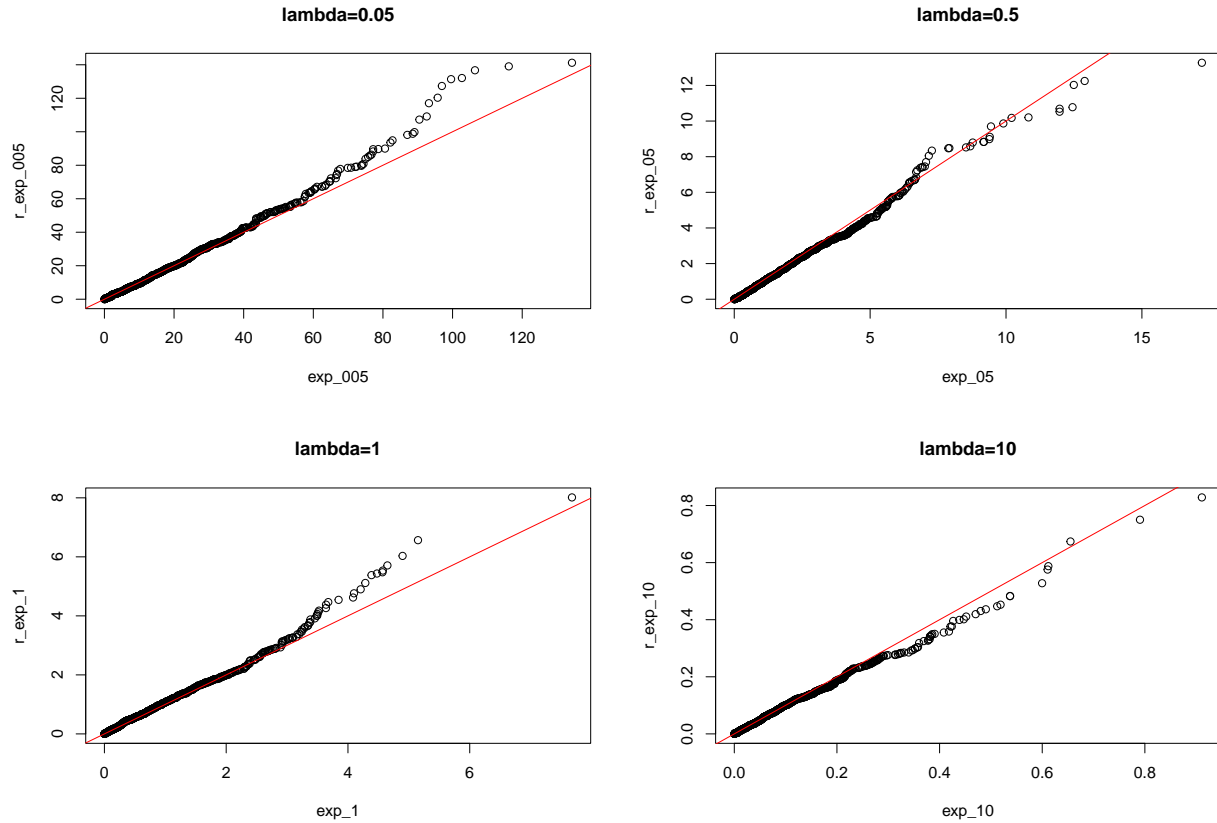 lambda=0.05
r_exp_005
0 20 40 60 80 120
0 20 40 60 80 100 120
exp_005
lambda=0.5
r_exp_05
0 2 4 6 8 10 12
0 5 10 15
exp_05
lambda=1
r_exp_1
0 2 4 6 8
0 2 4 6
exp_1
lambda=10
r_exp_10
0.0 0.2 0.4 0.6 0.8
0.0 0.2 0.4 0.6 0.8
exp_10